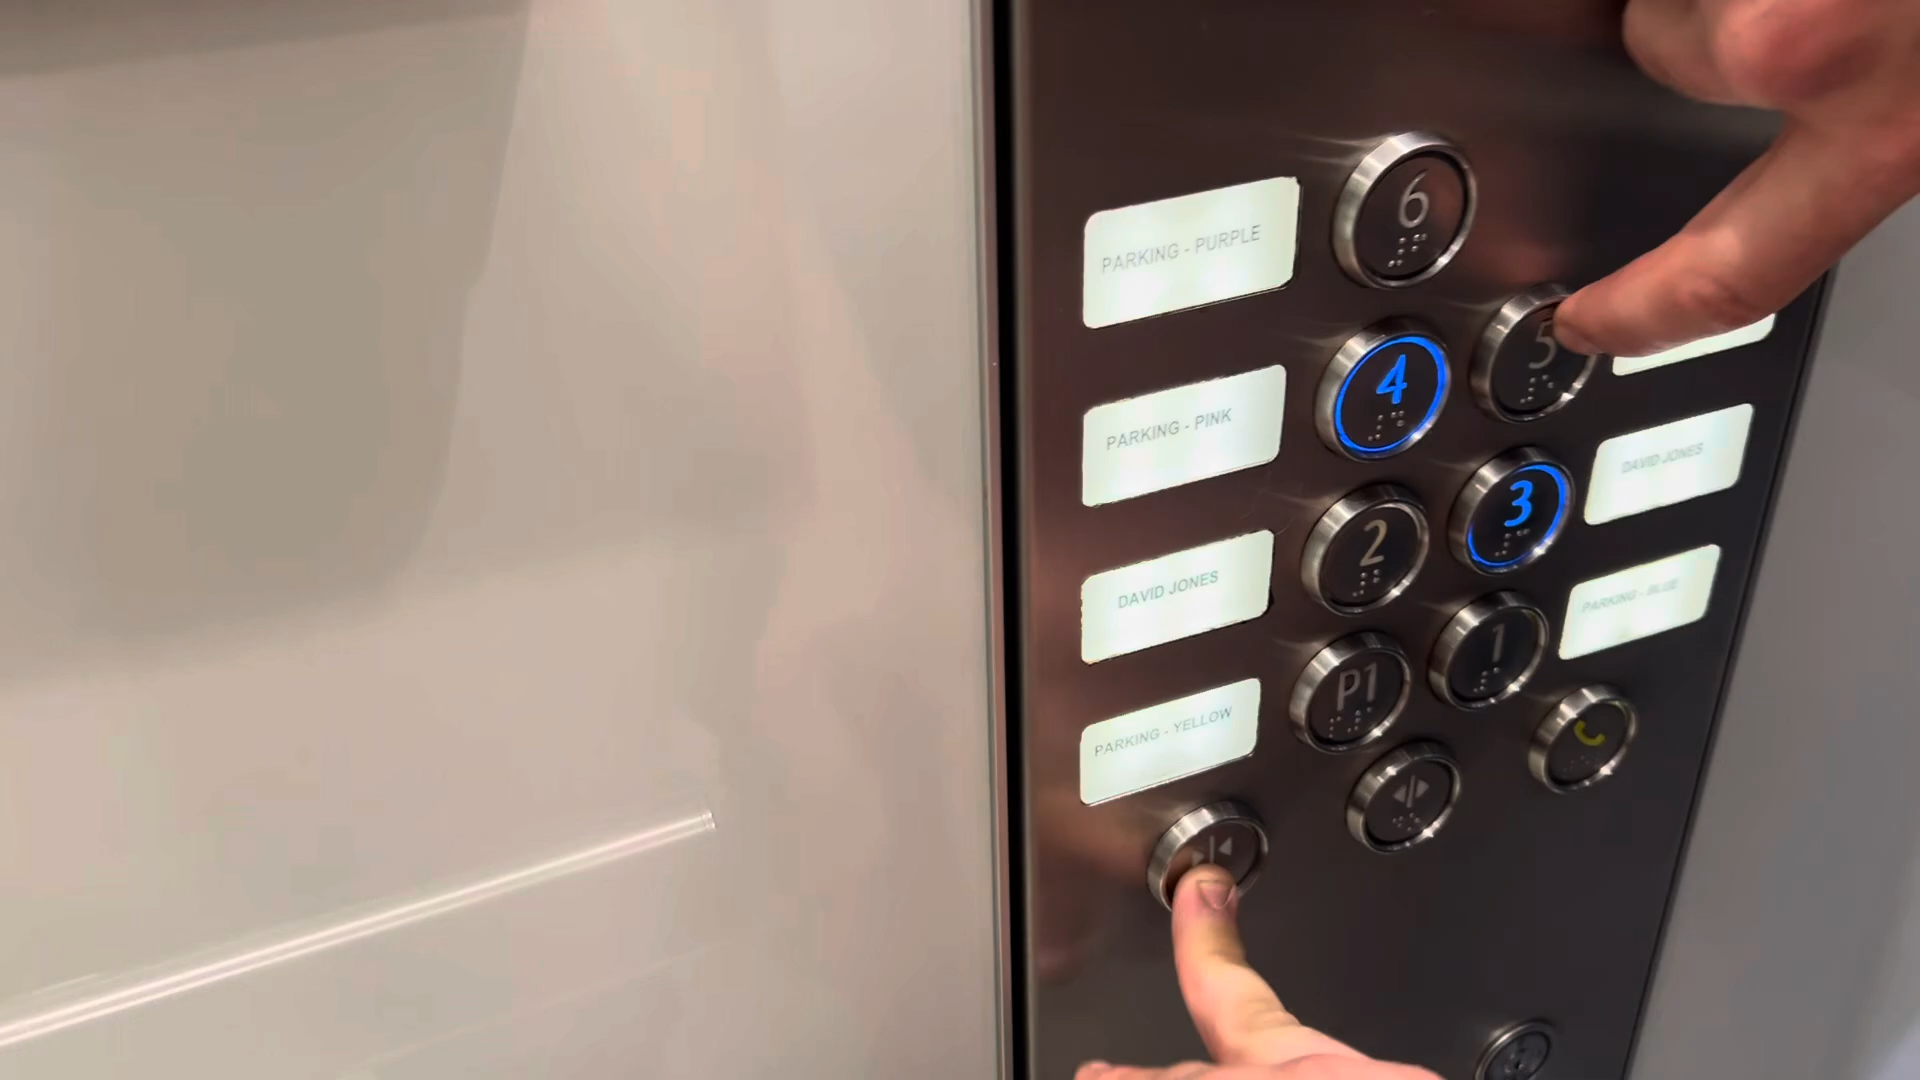 PARKING - PURPLE
6
5
PARKING - PINK
4
3
DAVID JONES
DAVID JONES
2
1
PARKING - BLUE
PARKING - YELLOW
P1